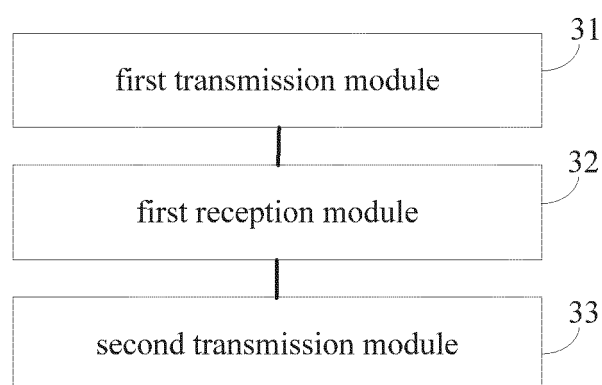 31
first transmission module
32
first reception module
33
second transmission module